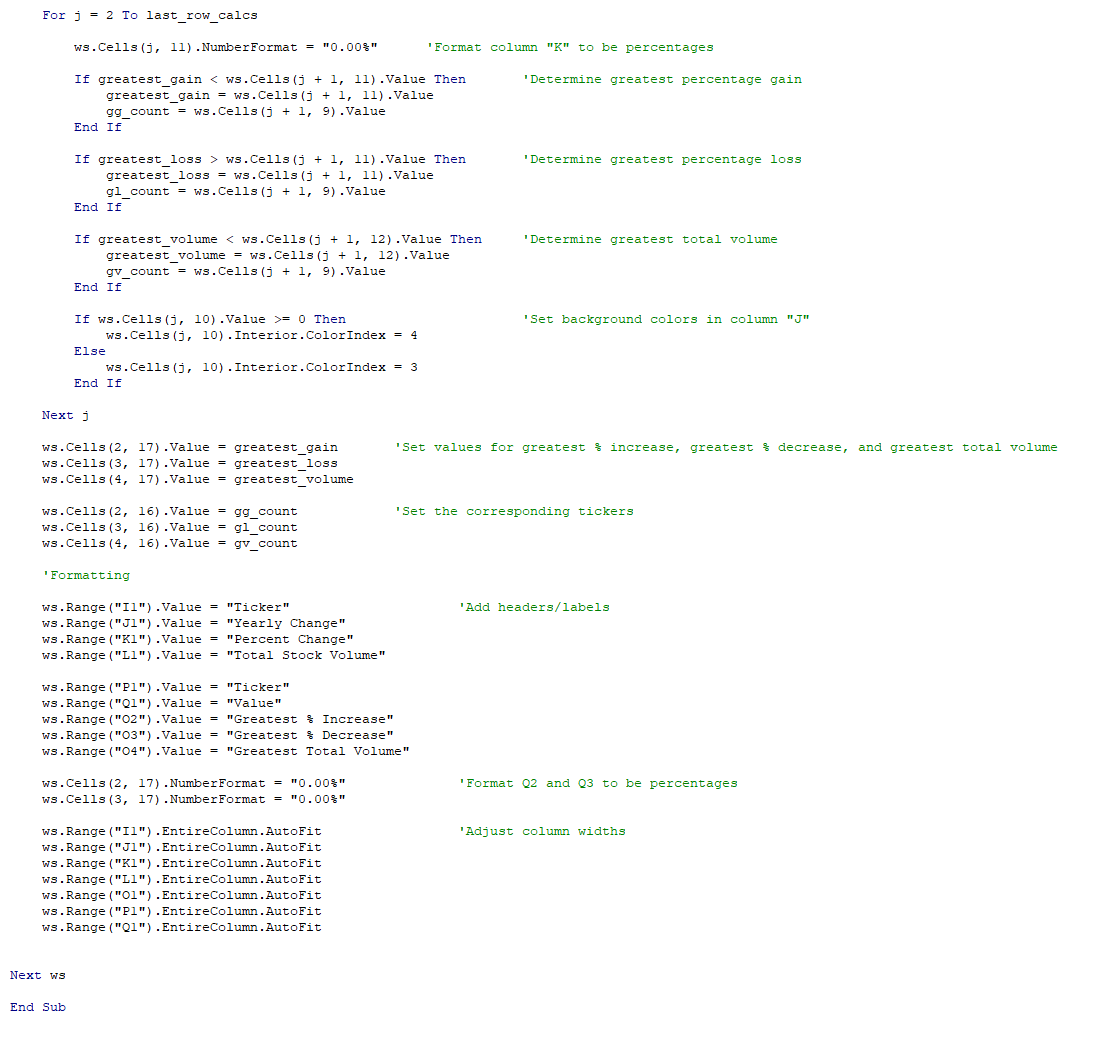 For j = 2 To last_row_calcs
ws.Cells(j, 11).NumberFormat = "0.00%"      'Format column "K" to be percentages
If greatest_gain < ws.Cells(j + 1, 11).Value Then       'Determine greatest percentage gain
greatest_gain = ws.Cells(j + 1, 11).Value
gg_count = ws.Cells(j + 1, 9).Value
End If
If greatest_loss > ws.Cells(j + 1, 11).Value Then       'Determine greatest percentage loss
greatest_loss = ws.Cells(j + 1, 11).Value
gl_count = ws.Cells(j + 1, 9).Value
End If
If greatest_volume < ws.Cells(j + 1, 12).Value Then     'Determine greatest total volume
greatest_volume = ws.Cells(j + 1, 12).Value
gv_count = ws.Cells(j + 1, 9).Value
End If
If ws.Cells(j, 10).Value >= 0 Then                      'Set background colors in column "J"
ws.Cells(j, 10).Interior.ColorIndex = 4
Else
ws.Cells(j, 10).Interior.ColorIndex = 3
End If
Next j
ws.Cells(2, 17).Value = greatest_gain       'Set values for greatest % increase, greatest % decrease, and greatest total volume
ws.Cells(3, 17).Value = greatest_loss
ws.Cells(4, 17).Value = greatest_volume
ws.Cells(2, 16).Value = gg_count            'Set the corresponding tickers
ws.Cells(3, 16).Value = gl_count
ws.Cells(4, 16).Value = gv_count
'Formatting
ws.Range("I1").Value = "Ticker"                     'Add headers/labels
ws.Range("J1").Value = "Yearly Change"
ws.Range("K1").Value = "Percent Change"
ws.Range("L1").Value = "Total Stock Volume"
ws.Range("P1").Value = "Ticker"
ws.Range("Q1").Value = "Value"
ws.Range("O2").Value = "Greatest % Increase"
ws.Range("O3").Value = "Greatest % Decrease"
ws.Range("O4").Value = "Greatest Total Volume"
ws.Cells(2, 17).NumberFormat = "0.00%"              'Format Q2 and Q3 to be percentages
ws.Cells(3, 17).NumberFormat = "0.00%"
ws.Range("I1").EntireColumn.AutoFit                 'Adjust column widths
ws.Range("J1").EntireColumn.AutoFit
ws.Range("K1").EntireColumn.AutoFit
ws.Range("L1").EntireColumn.AutoFit
ws.Range("O1").EntireColumn.AutoFit
ws.Range("P1").EntireColumn.AutoFit
ws.Range("Q1").EntireColumn.AutoFit
Next ws
End Sub